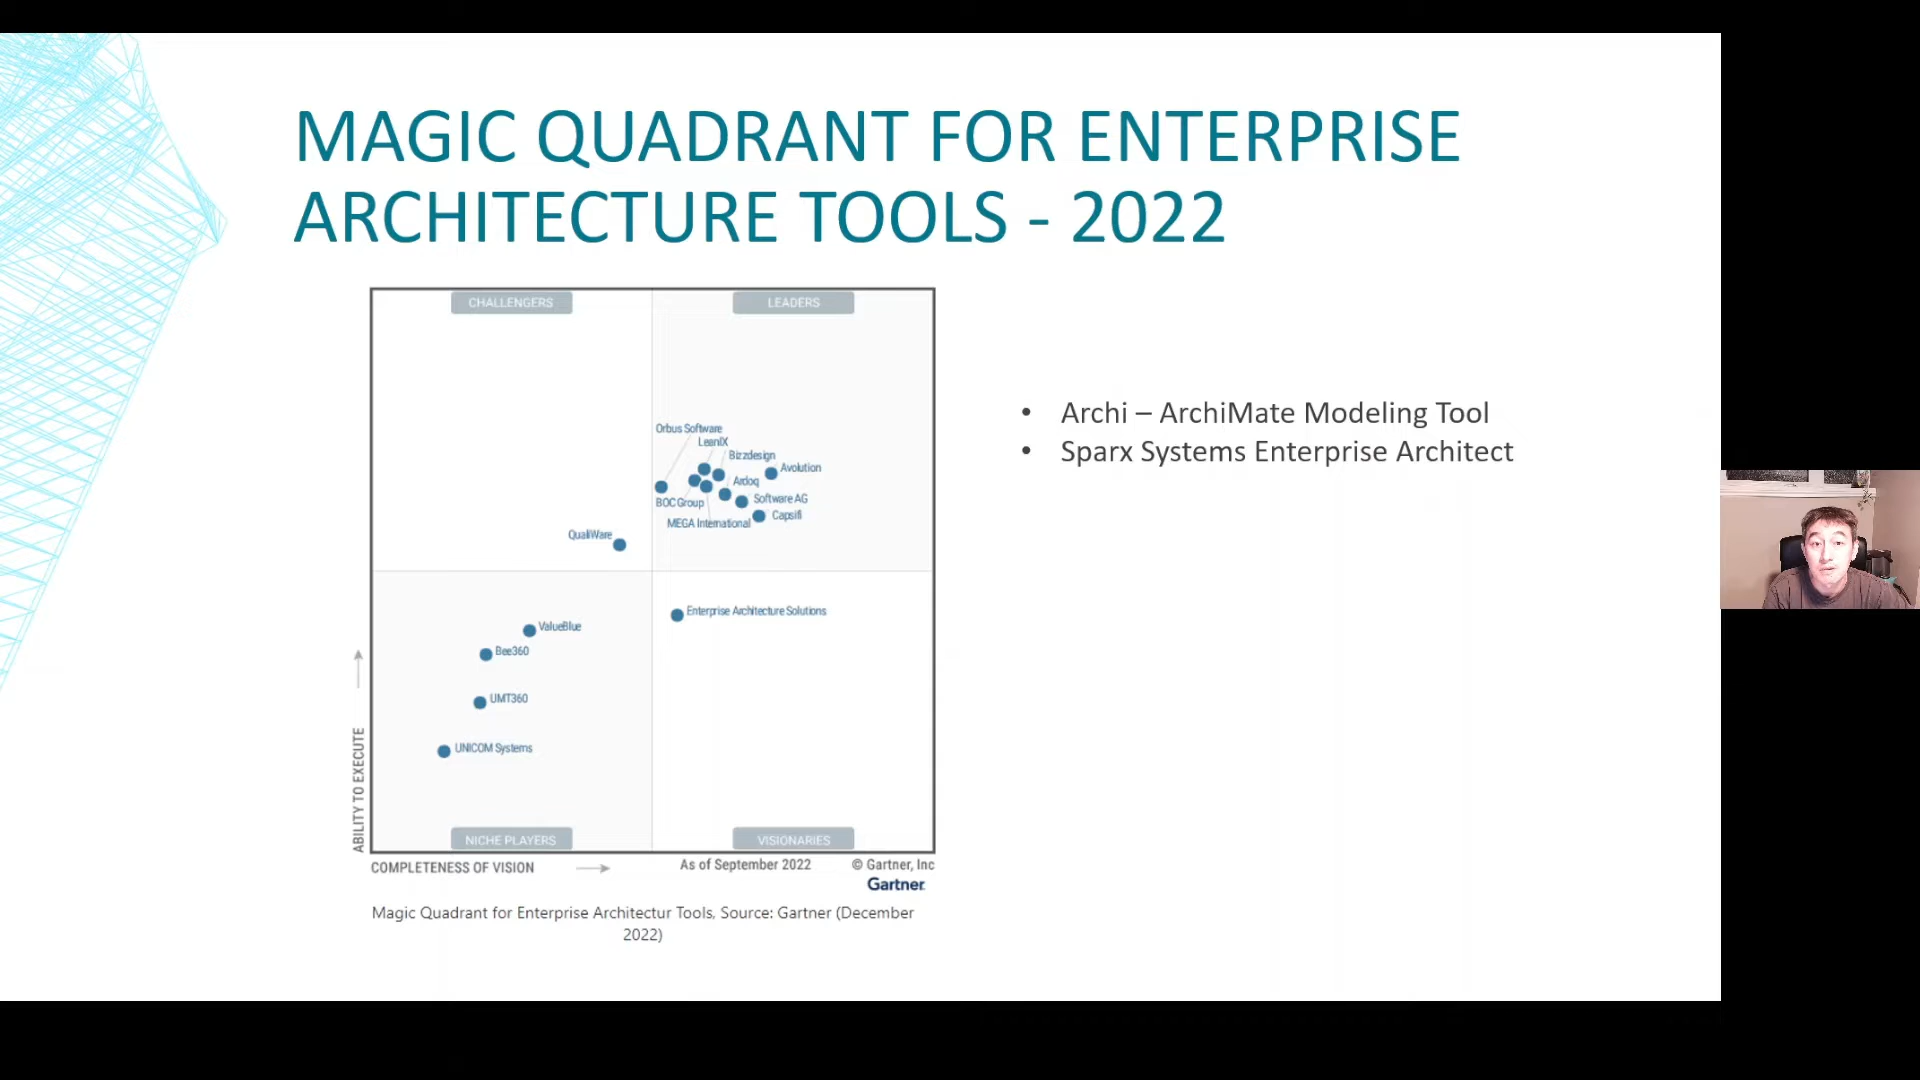 MAGIC QUADRANT FOR ENTERPRISE
ARCHITECTURE TOOLS - 2022
CHALLENGERS
LEADERS
Orbus Software
LeanIX
Bizzdesign
Avolution
Ardoq
BOC Group
Software AG
MEGA International
Capsifi
QualiWare
Enterprise Architecture Solutions
ValueBlue
Bee360
UMT360
UNICOM Systems
NICHE PLAYERS
VISIONARIES
ABILITY TO EXECUTE
COMPLETENESS OF VISION
As of September 2022
© Gartner, Inc
Gartner
Magic Quadrant for Enterprise Architectur Tools, Source: Gartner (December
2022)
• Archi – ArchiMate Modeling Tool
• Sparx Systems Enterprise Architect